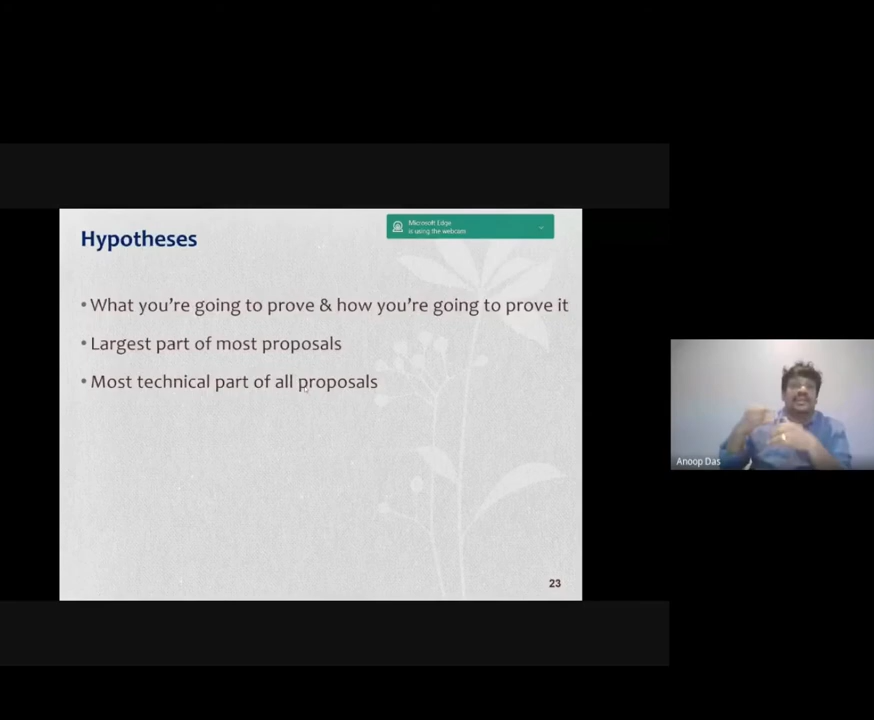 Hypotheses
Microsoft Edge
is using the webcam
•What you're going to prove & how you're going to prove it
•Largest part of most proposals
•Most technical part of all proposals
Anoop Das
23